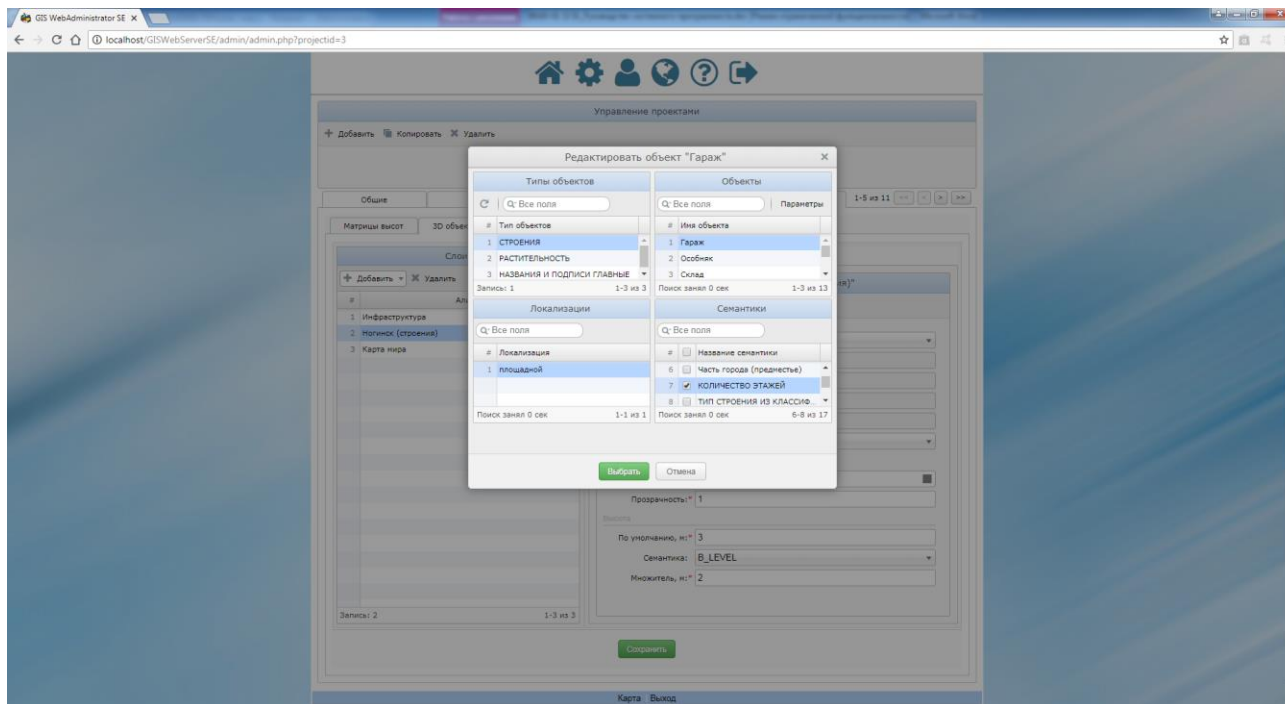 GIS WebAdministrator SE
localhost/GISWebServerSE/admin/admin.php?projectid=3
Управление проектами
Добавить Копировать Удалить
Редактировать объект "Гараж"
Типы объектов
Все поля
# Тип объектов
1 СТРОЕНИЯ
2 РАСТИТЕЛЬНОСТЬ
3 НАЗВАНИЯ И ПОДПИСИ ГЛАВНЫЕ
Запись: 1 1-3 из 3
Объекты
Все поля Параметры
# Имя объекта
1 Гараж
2 Особняк
3 Склад
Поиск занял 0 сек 1-3 из 13
Локализации
Все поля
# Локализация
1 площадной
Поиск занял 0 сек 1-1 из 1
Семантики
Все поля
# Название семантики
6 Часть города (предместье)
7 КОЛИЧЕСТВО ЭТАЖЕЙ
8 ТИП СТРОЕНИЯ ИЗ КЛАССИФ...
Поиск занял 0 сек 6-8 из 17
Выбрать Отмена
1-5 из 11 << < > >>
Общие
Матрицы высот 3D объек
Слои
Добавить Удалить
# Ал
1 Инфраструктура
2 Ногинск (строения)
3 Карта мира
Запись: 2 1-3 из 3
ия)"
Прозрачность:* 1
Высота
По умолчанию, м:* 3
Семантика: B_LEVEL
Множитель, м:* 2
Сохранить
Карта Выход